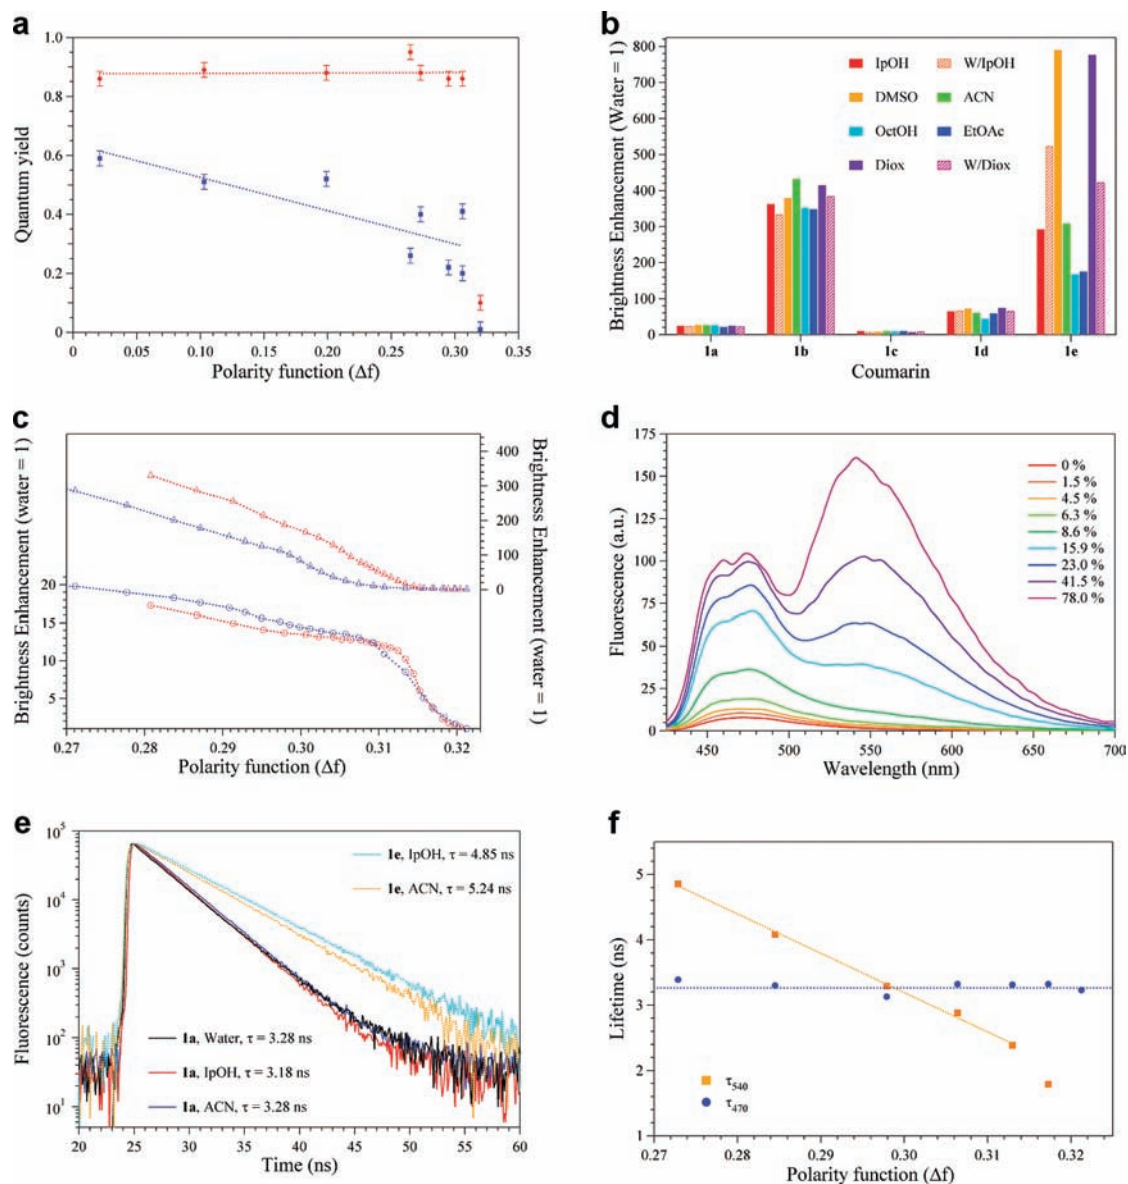 a
1.0
0.8
0.6
0.4
0.2
0
0
0.05
0.10
0.15
0.20
0.25
0.30
0.35
Quantum yield
Polarity function (Δf)
b
800
700
600
500
400
300
200
100
0
Brightness Enhancement (Water = 1)
IpOH
W/IpOH
DMSO
ACN
OctOH
EtOAc
Diox
W/Diox
1a
1b
1c
1d
1e
Coumarin
c
Brightness Enhancement (water = 1)
20
15
10
5
400
300
200
100
0
Brightness Enhancement (water = 1)
0.27
0.28
0.29
0.30
0.31
0.32
Polarity function (Δf)
d
175
150
125
100
75
50
25
0
Fluorescence (a.u.)
0 %
1.5 %
4.5 %
6.3 %
8.6 %
15.9 %
23.0 %
41.5 %
78.0 %
450
500
550
600
650
700
Wavelength (nm)
e
10⁵
10⁴
10³
10²
10¹
Fluorescence (counts)
1e, IpOH, τ = 4.85 ns
1e, ACN, τ = 5.24 ns
1a, Water, τ = 3.28 ns
1a, IpOH, τ = 3.18 ns
1a, ACN, τ = 3.28 ns
20
25
30
35
40
45
50
55
60
Time (ns)
f
5
4
3
2
1
Lifetime (ns)
τ₅₄₀
τ₄₇₀
0.27
0.28
0.29
0.30
0.31
0.32
Polarity function (Δf)